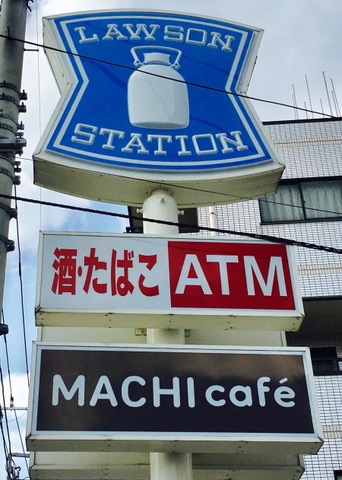 LAWSON
STATION
酒・たばこ ATM
MACHI café